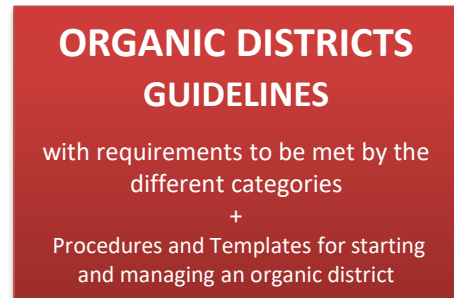 ORGANIC DISTRICTS
GUIDELINES
with requirements to be met by the
different categories
+
Procedures and Templates for starting
and managing an organic district